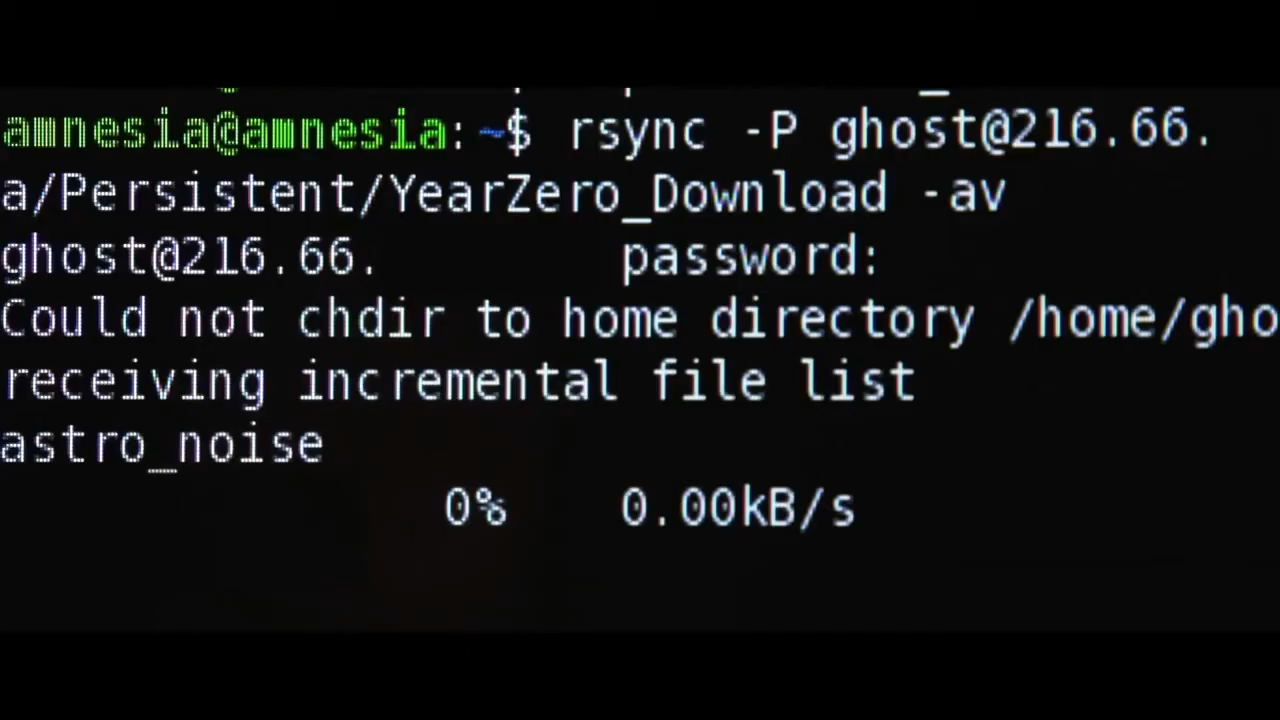 amnesia@amnesia:~$ rsync -P ghost@216.66.
a/Persistent/YearZero_Download -av
ghost@216.66. password:
Could not chdir to home directory /home/gho
receiving incremental file list
astro_noise
0% 0.00kB/s